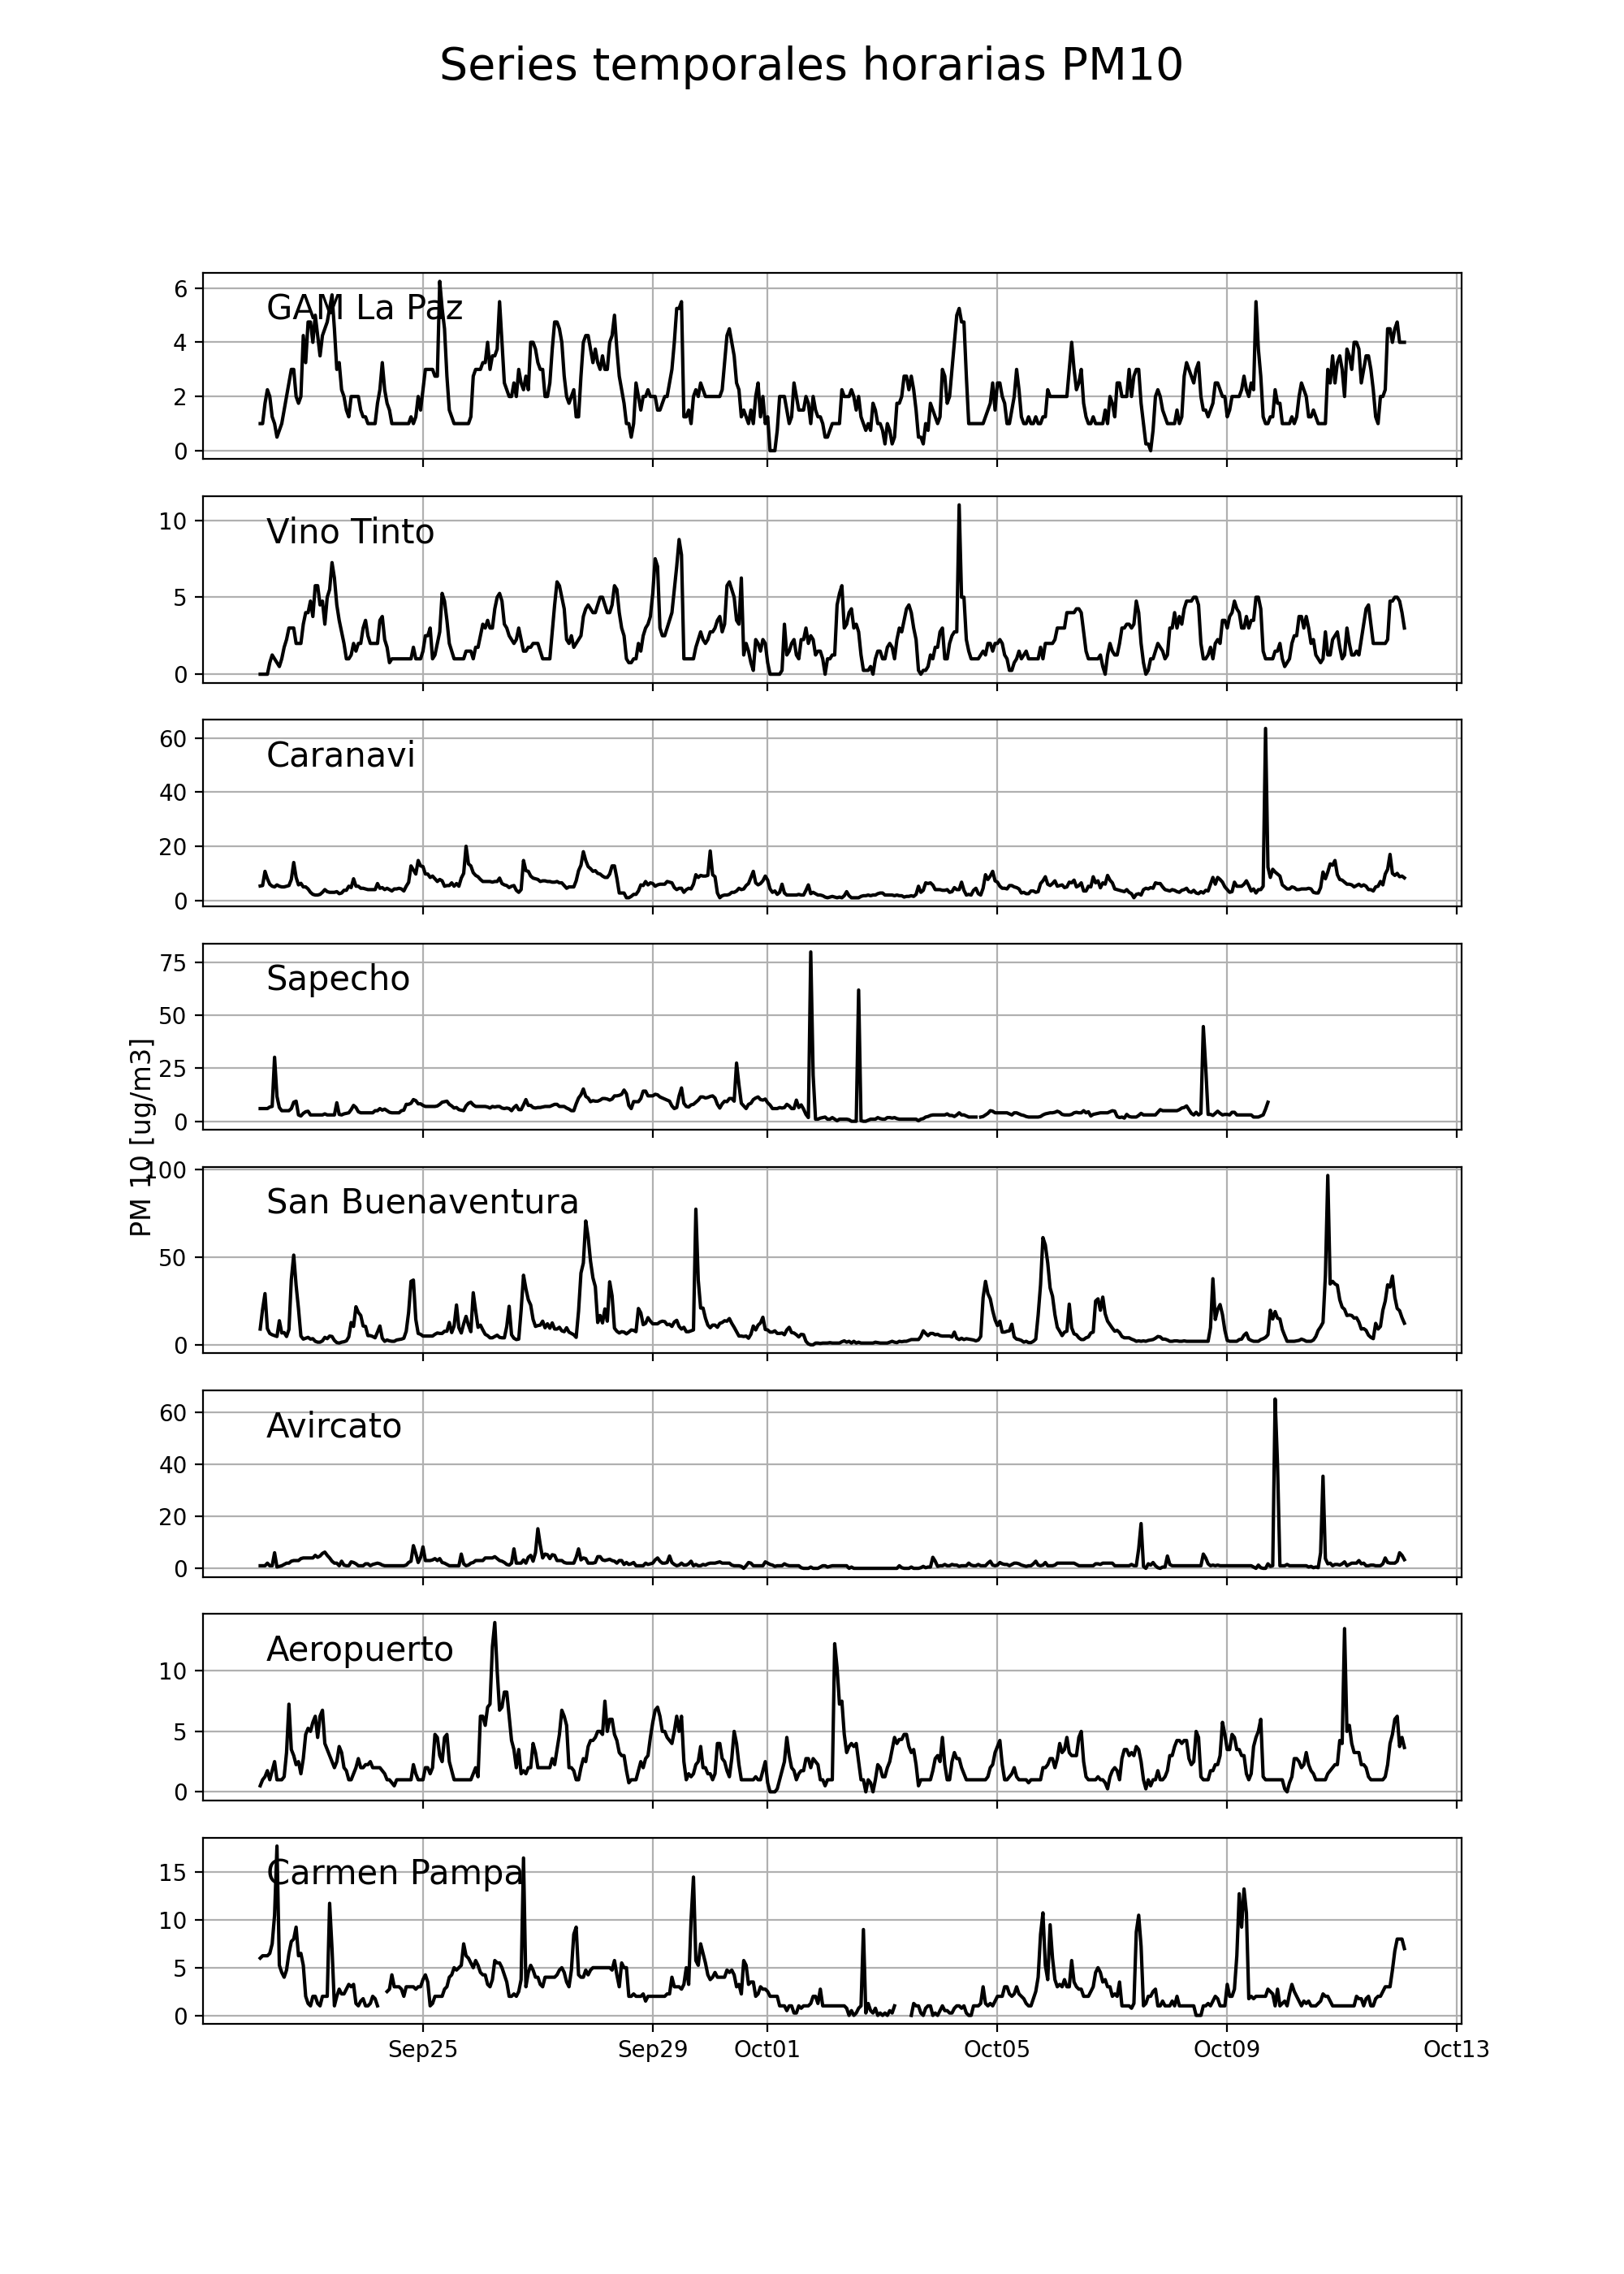 Series temporales horarias PM10
PM 10 [ug/m3]
GAM La Paz
6
4
2
0
Vino Tinto
10
5
0
Caranavi
60
40
20
0
Sapecho
75
50
25
0
San Buenaventura
100
50
0
Avircato
60
40
20
0
Aeropuerto
10
5
0
Carmen Pampa
15
10
5
0
Sep25 Sep29 Oct01 Oct05 Oct09 Oct13